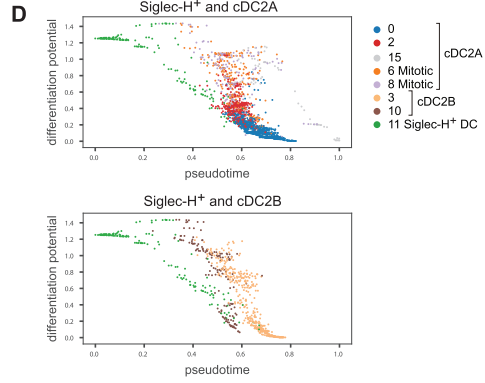 D
Siglec-H+ and cDC2A
differentiation potential
1.4
1.2
1.0
0.8
0.6
0.4
0.2
0.0
0.0 0.2 0.4 0.6 0.8 1.0
pseudotime
0
2
15
6 Mitotic
8 Mitotic
cDC2A
3
10
cDC2B
11 Siglec-H+ DC
Siglec-H+ and cDC2B
differentiation potential
1.4
1.2
1.0
0.8
0.6
0.4
0.2
0.0
0.0 0.2 0.4 0.6 0.8 1.0
pseudotime